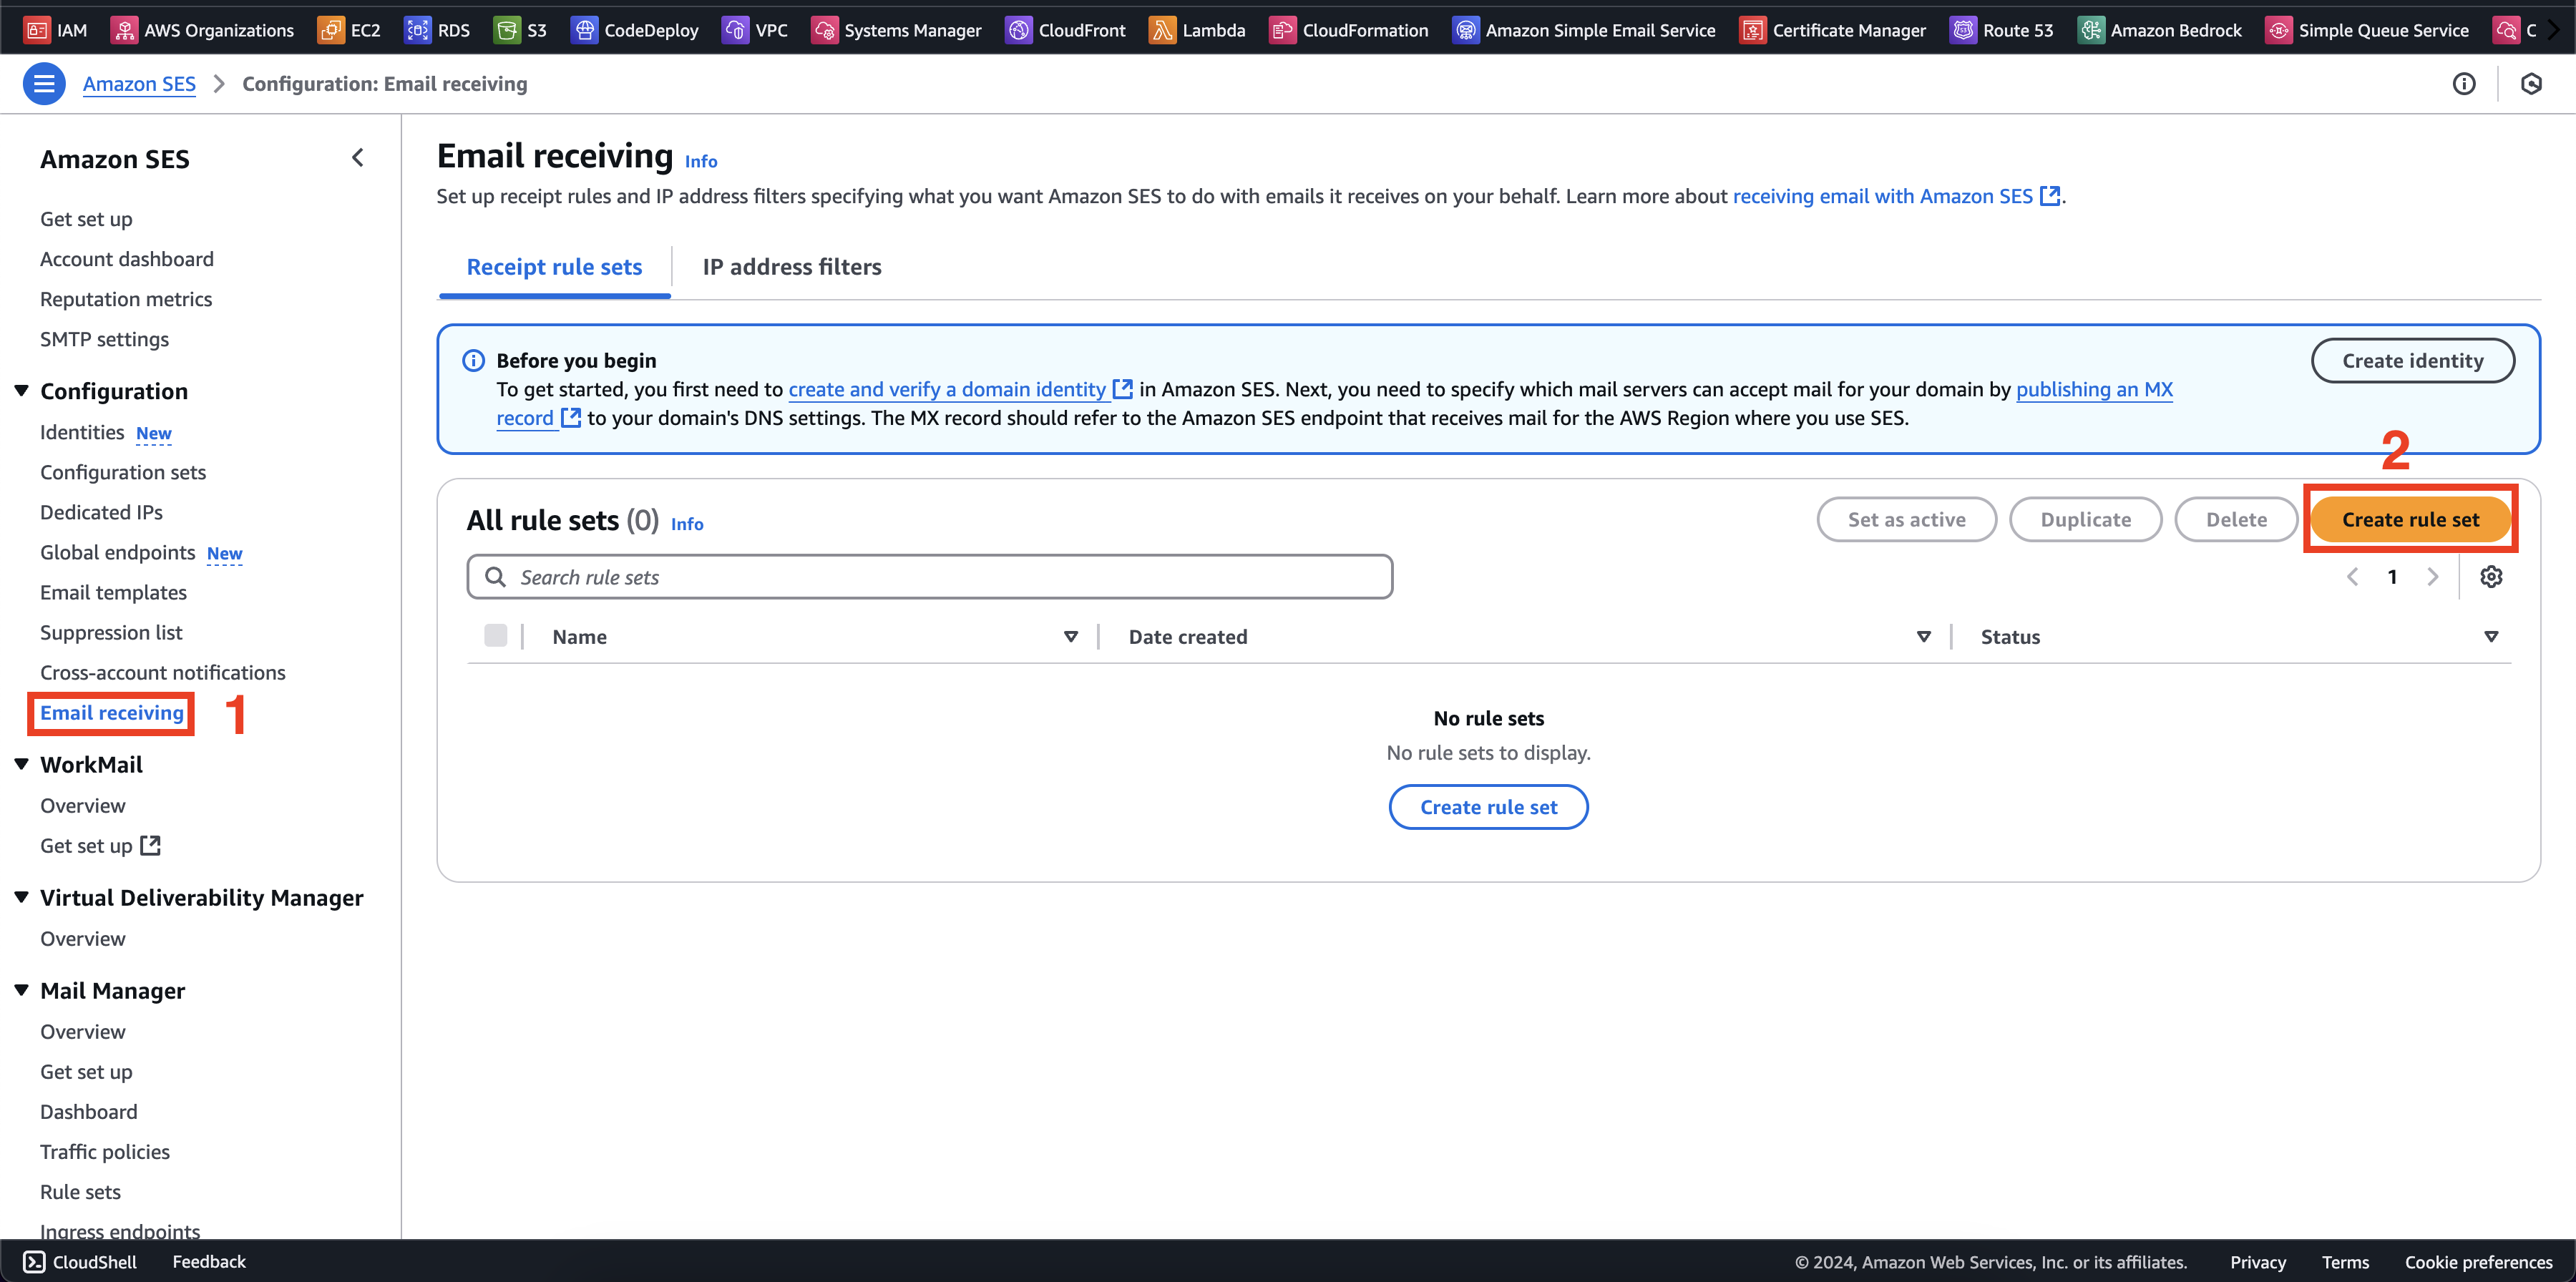 IAM AWS Organizations EC2 RDS S3 CodeDeploy VPC Systems Manager CloudFront Lambda CloudFormation Amazon Simple Email Service Certificate Manager Route 53 Amazon Bedrock Simple Queue Service C
Amazon SES > Configuration: Email receiving
Amazon SES
Get set up
Account dashboard
Reputation metrics
SMTP settings
Configuration
Identities New
Configuration sets
Dedicated IPs
Global endpoints New
Email templates
Suppression list
Cross-account notifications
Email receiving 1
WorkMail
Overview
Get set up
Virtual Deliverability Manager
Overview
Mail Manager
Overview
Get set up
Dashboard
Traffic policies
Rule sets
Ingress endpoints
Email receiving Info
Set up receipt rules and IP address filters specifying what you want Amazon SES to do with emails it receives on your behalf. Learn more about receiving email with Amazon SES.
Receipt rule sets IP address filters
Before you begin
Create identity
To get started, you first need to create and verify a domain identity in Amazon SES. Next, you need to specify which mail servers can accept mail for your domain by publishing an MX
record to your domain's DNS settings. The MX record should refer to the Amazon SES endpoint that receives mail for the AWS Region where you use SES.
2
All rule sets (0) Info Set as active Duplicate Delete Create rule set
Search rule sets 1
Name Date created Status
No rule sets
No rule sets to display.
Create rule set
CloudShell Feedback © 2024, Amazon Web Services, Inc. or its affiliates. Privacy Terms Cookie preferences